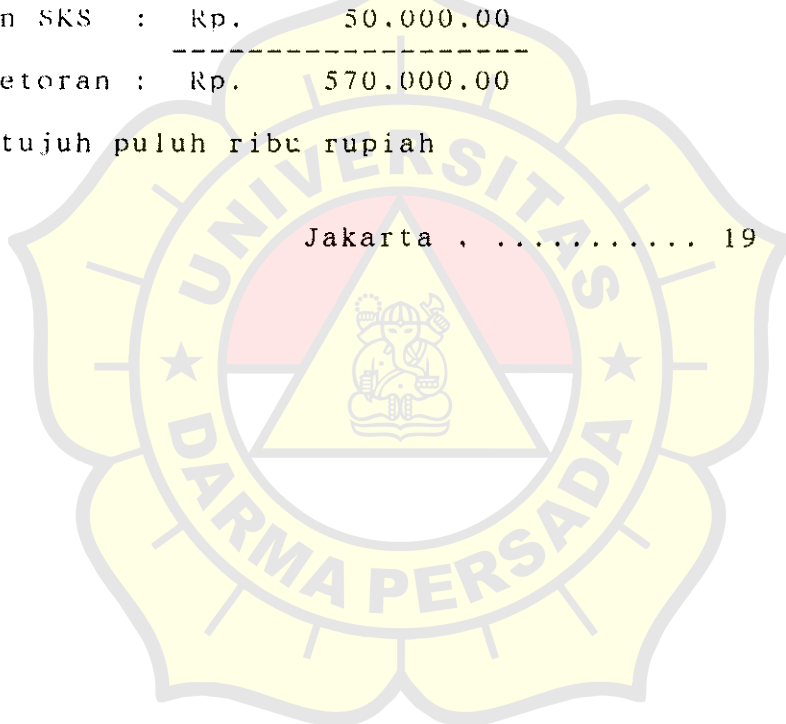 n SKS : Rp. 50.000.00
--------------------
etoran : Rp. 570.000.00
tujuh puluh ribu rupiah
Jakarta , ........... 19
UNIVERSITAS
DARMA PERSADA